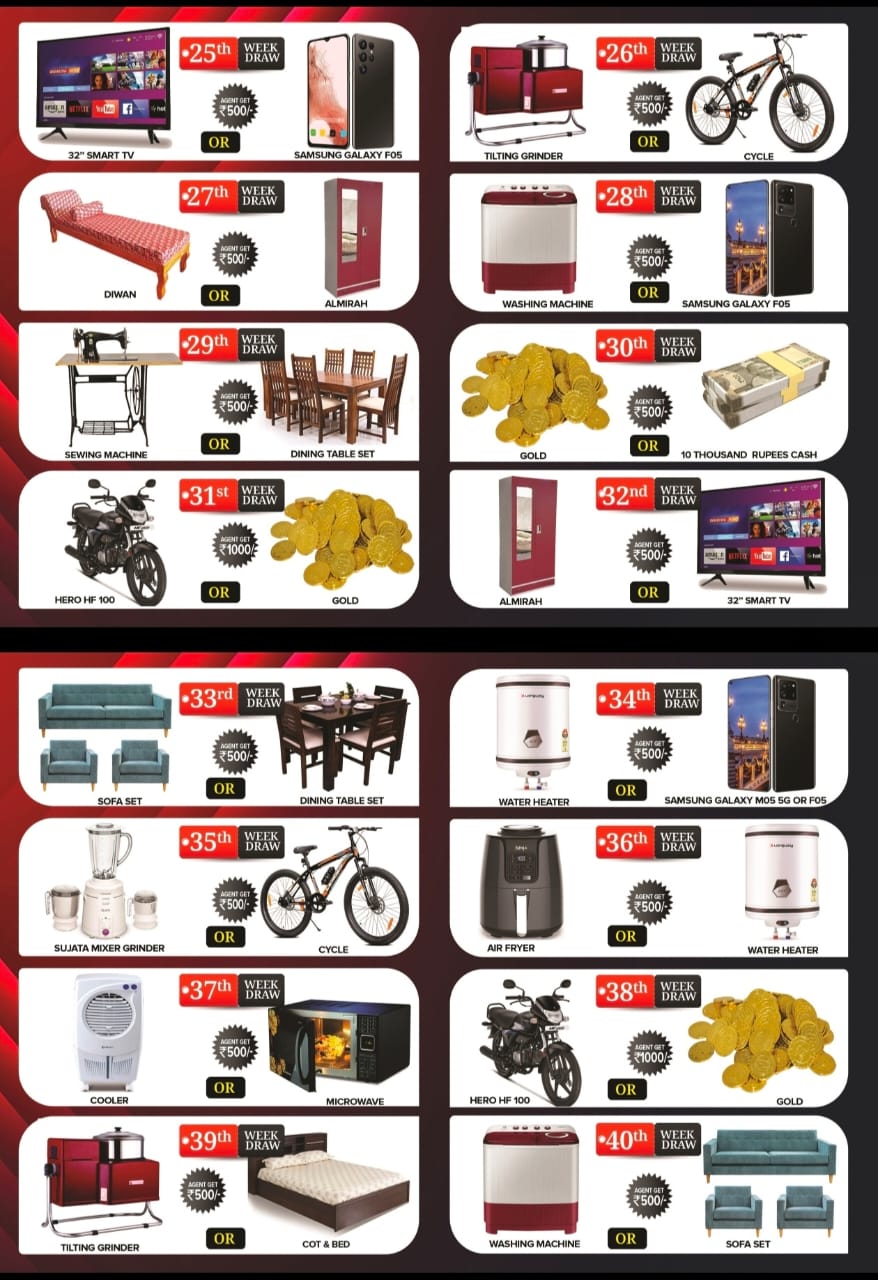 25th WEEK DRAW
AGENT GET
₹500/-
OR
32" SMART TV
SAMSUNG GALAXY F05
26th WEEK DRAW
AGENT GET
₹500/-
OR
TILTING GRINDER
CYCLE
27th WEEK DRAW
AGENT GET
₹500/-
OR
DIWAN
ALMIRAH
28th WEEK DRAW
AGENT GET
₹500/-
OR
WASHING MACHINE
SAMSUNG GALAXY F05
29th WEEK DRAW
AGENT GET
₹500/-
OR
SEWING MACHINE
DINING TABLE SET
30th WEEK DRAW
AGENT GET
₹500/-
OR
GOLD
10 THOUSAND RUPEES CASH
31st WEEK DRAW
AGENT GET
₹1000/-
OR
HERO HF 100
GOLD
32nd WEEK DRAW
AGENT GET
₹500/-
OR
ALMIRAH
32" SMART TV
33rd WEEK DRAW
AGENT GET
₹500/-
OR
SOFA SET
DINING TABLE SET
34th WEEK DRAW
AGENT GET
₹500/-
OR
WATER HEATER
SAMSUNG GALAXY M05 5G OR F05
35th WEEK DRAW
AGENT GET
₹500/-
OR
SUJATA MIXER GRINDER
CYCLE
36th WEEK DRAW
AGENT GET
₹500/-
OR
AIR FRYER
WATER HEATER
37th WEEK DRAW
AGENT GET
₹500/-
OR
COOLER
MICROWAVE
38th WEEK DRAW
AGENT GET
₹1000/-
OR
HERO HF 100
GOLD
39th WEEK DRAW
AGENT GET
₹500/-
OR
TILTING GRINDER
COT & BED
40th WEEK DRAW
AGENT GET
₹500/-
OR
WASHING MACHINE
SOFA SET